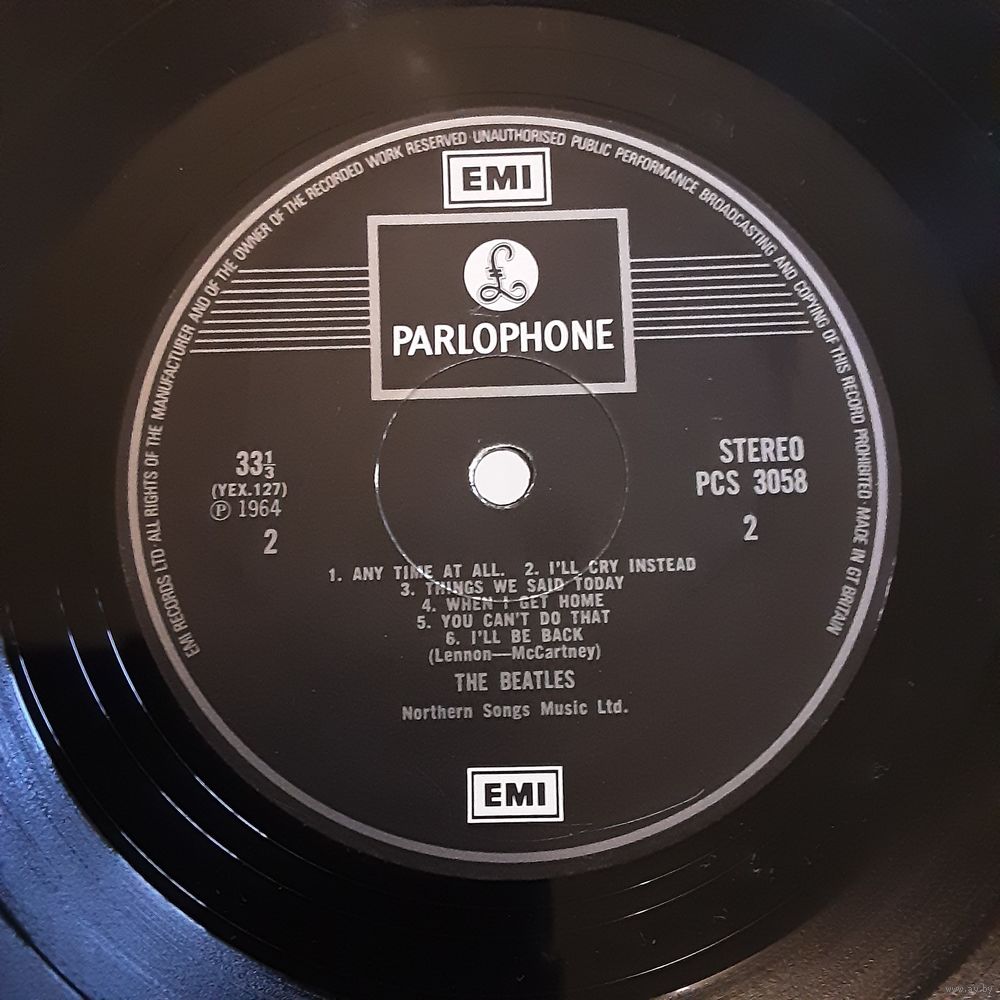 EMI RECORDS LTD ALL RIGHTS OF THE MANUFACTURER AND OF THE OWNER OF THE RECORDED WORK RESERVED · UNAUTHORISED PUBLIC PERFORMANCE BROADCASTING AND COPYING OF THIS RECORD PROHIBITED · MADE IN GT BRITAIN
EMI
£
PARLOPHONE
33⅓
(YEX.127)
Ⓟ 1964
2
STEREO
PCS 3058
2
1. ANY TIME AT ALL. 2. I'LL CRY INSTEAD
3. THINGS WE SAID TODAY
4. WHEN I GET HOME
5. YOU CAN'T DO THAT
6. I'LL BE BACK
(Lennon—McCartney)
THE BEATLES
Northern Songs Music Ltd.
EMI
www.ay.by